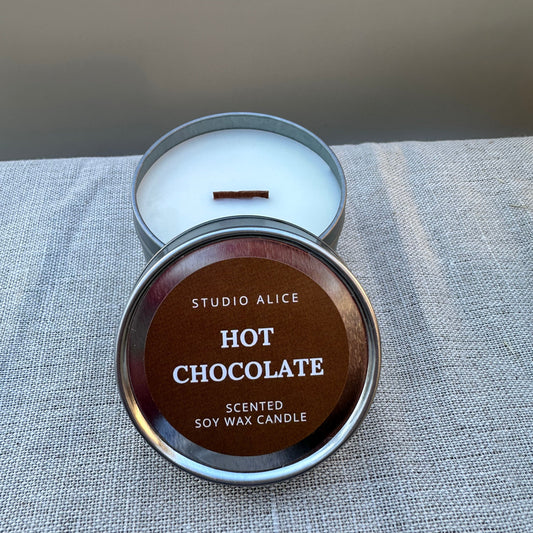 STUDIO ALICE
HOT
CHOCOLATE
SCENTED
SOY WAX CANDLE